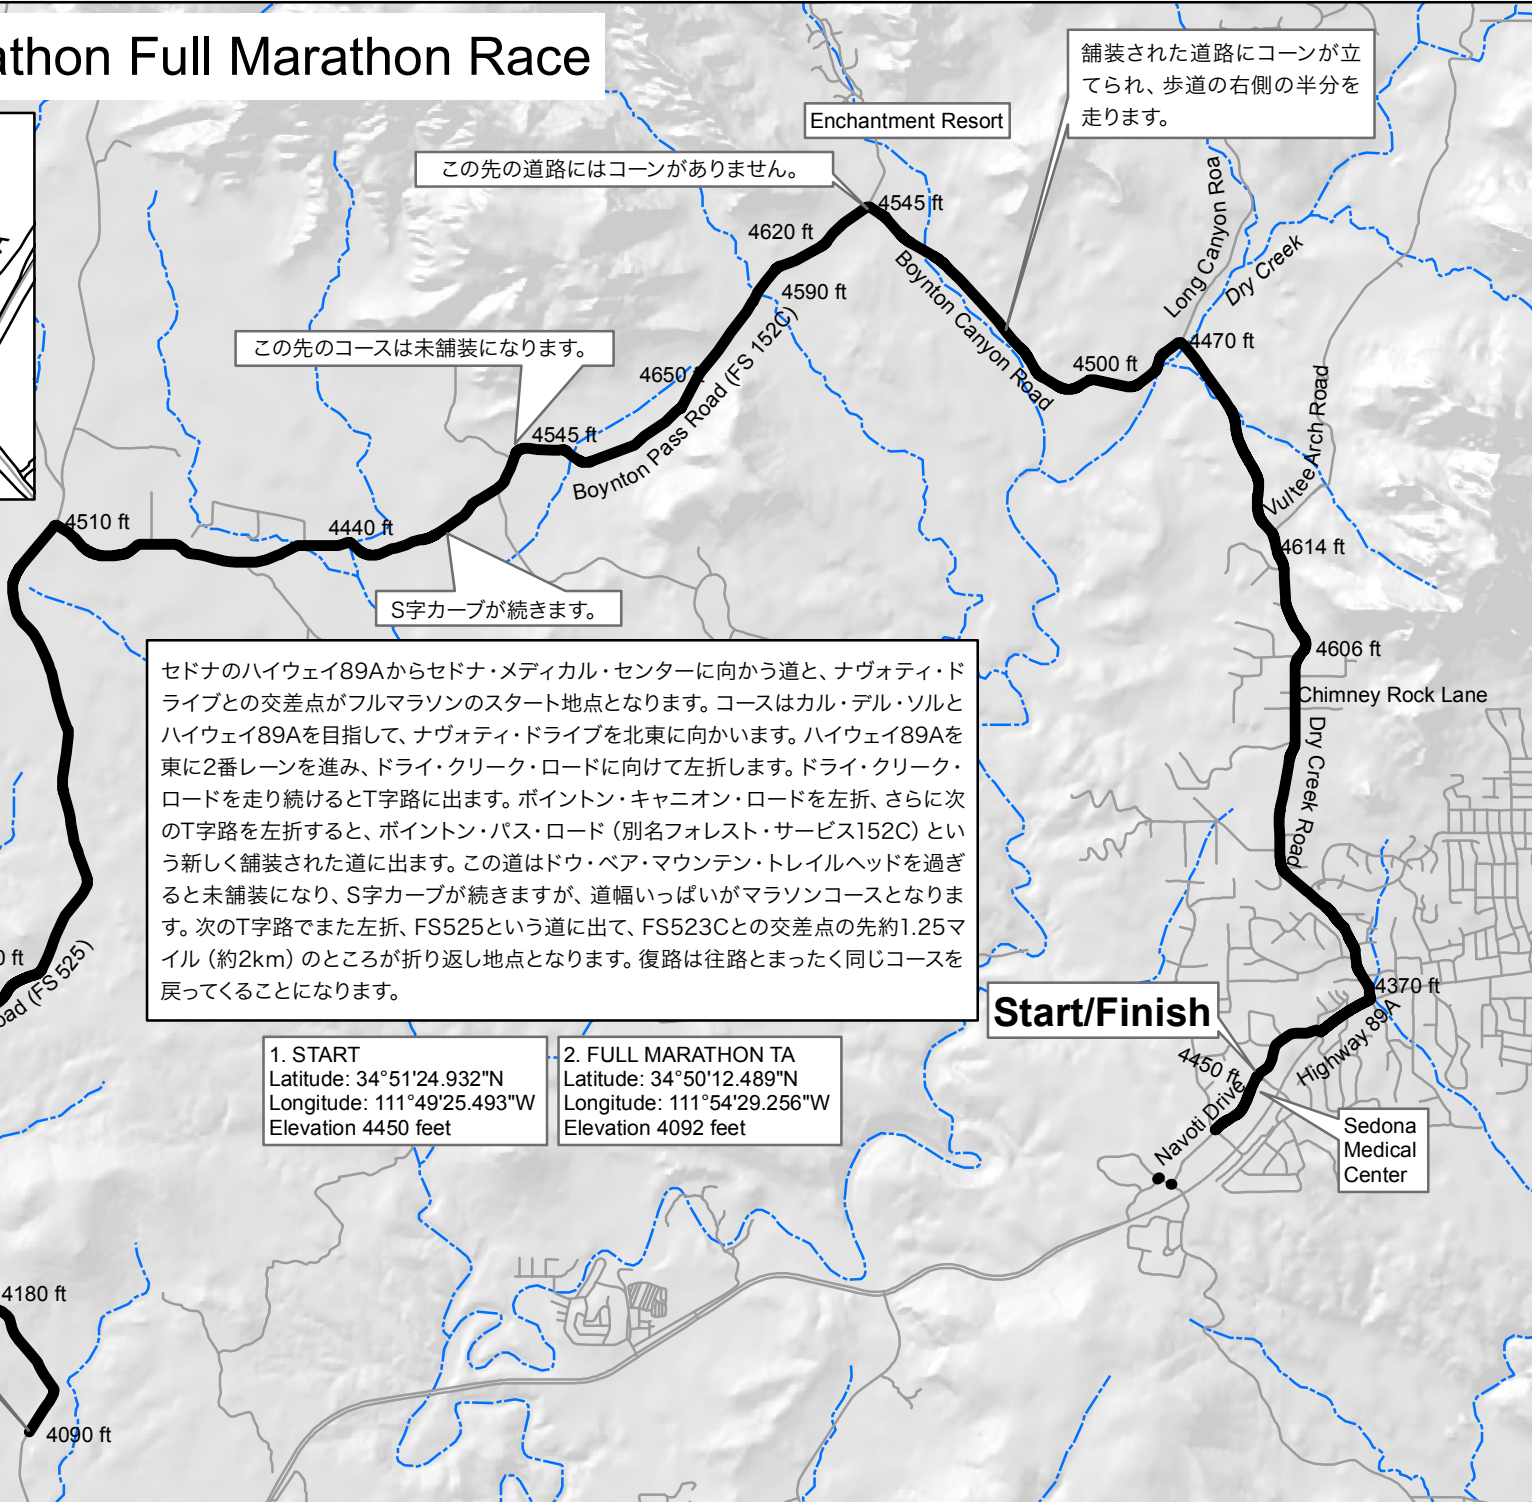 athon Full Marathon Race
舗装された道路にコーンが立
てられ、歩道の右側の半分を
走ります。
Enchantment Resort
この先の道路にはコーンがありません。
4545 ft
4620 ft
4590 ft
Long Canyon Roa
Dry Creek
Boynton Canyon Road
この先のコースは未舗装になります。
4650 f
4500 ft
4470 ft
Boynton Pass Road (FS 152C)
Vultee Arch Road
4545 ft
4510 ft
4440 ft
4614 ft
S字カーブが続きます。
4606 ft
Chimney Rock Lane
Dry Creek Road
セドナのハイウェイ89Aからセドナ・メディカル・センターに向かう道と、ナヴォティ・ド
ライブとの交差点がフルマラソンのスタート地点となります。コースはカル・デル・ソルと
ハイウェイ89Aを目指して、ナヴォティ・ドライブを北東に向かいます。ハイウェイ89Aを
東に2番レーンを進み、ドライ・クリーク・ロードに向けて左折します。ドライ・クリーク・
ロードを走り続けるとT字路に出ます。ボイントン・キャニオン・ロードを左折、さらに次
のT字路を左折すると、ボイントン・パス・ロード（別名フォレスト・サービス152C）とい
う新しく舗装された道に出ます。この道はドウ・ベア・マウンテン・トレイルヘッドを過ぎ
ると未舗装になり、S字カーブが続きますが、道幅いっぱいがマラソンコースとなりま
す。次のT字路でまた左折、FS525という道に出て、FS523Cとの交差点の先約1.25マ
イル（約2km）のところが折り返し地点となります。復路は往路とまったく同じコースを
戻ってくることになります。
0 ft
oad (FS 525)
4370 ft
Start/Finish
Highway 89A
4450 ft
Navoti Drive
1. START
Latitude: 34°51'24.932"N
Longitude: 111°49'25.493"W
Elevation 4450 feet
2. FULL MARATHON TA
Latitude: 34°50'12.489"N
Longitude: 111°54'29.256"W
Elevation 4092 feet
Sedona
Medical
Center
4180 ft
4090 ft